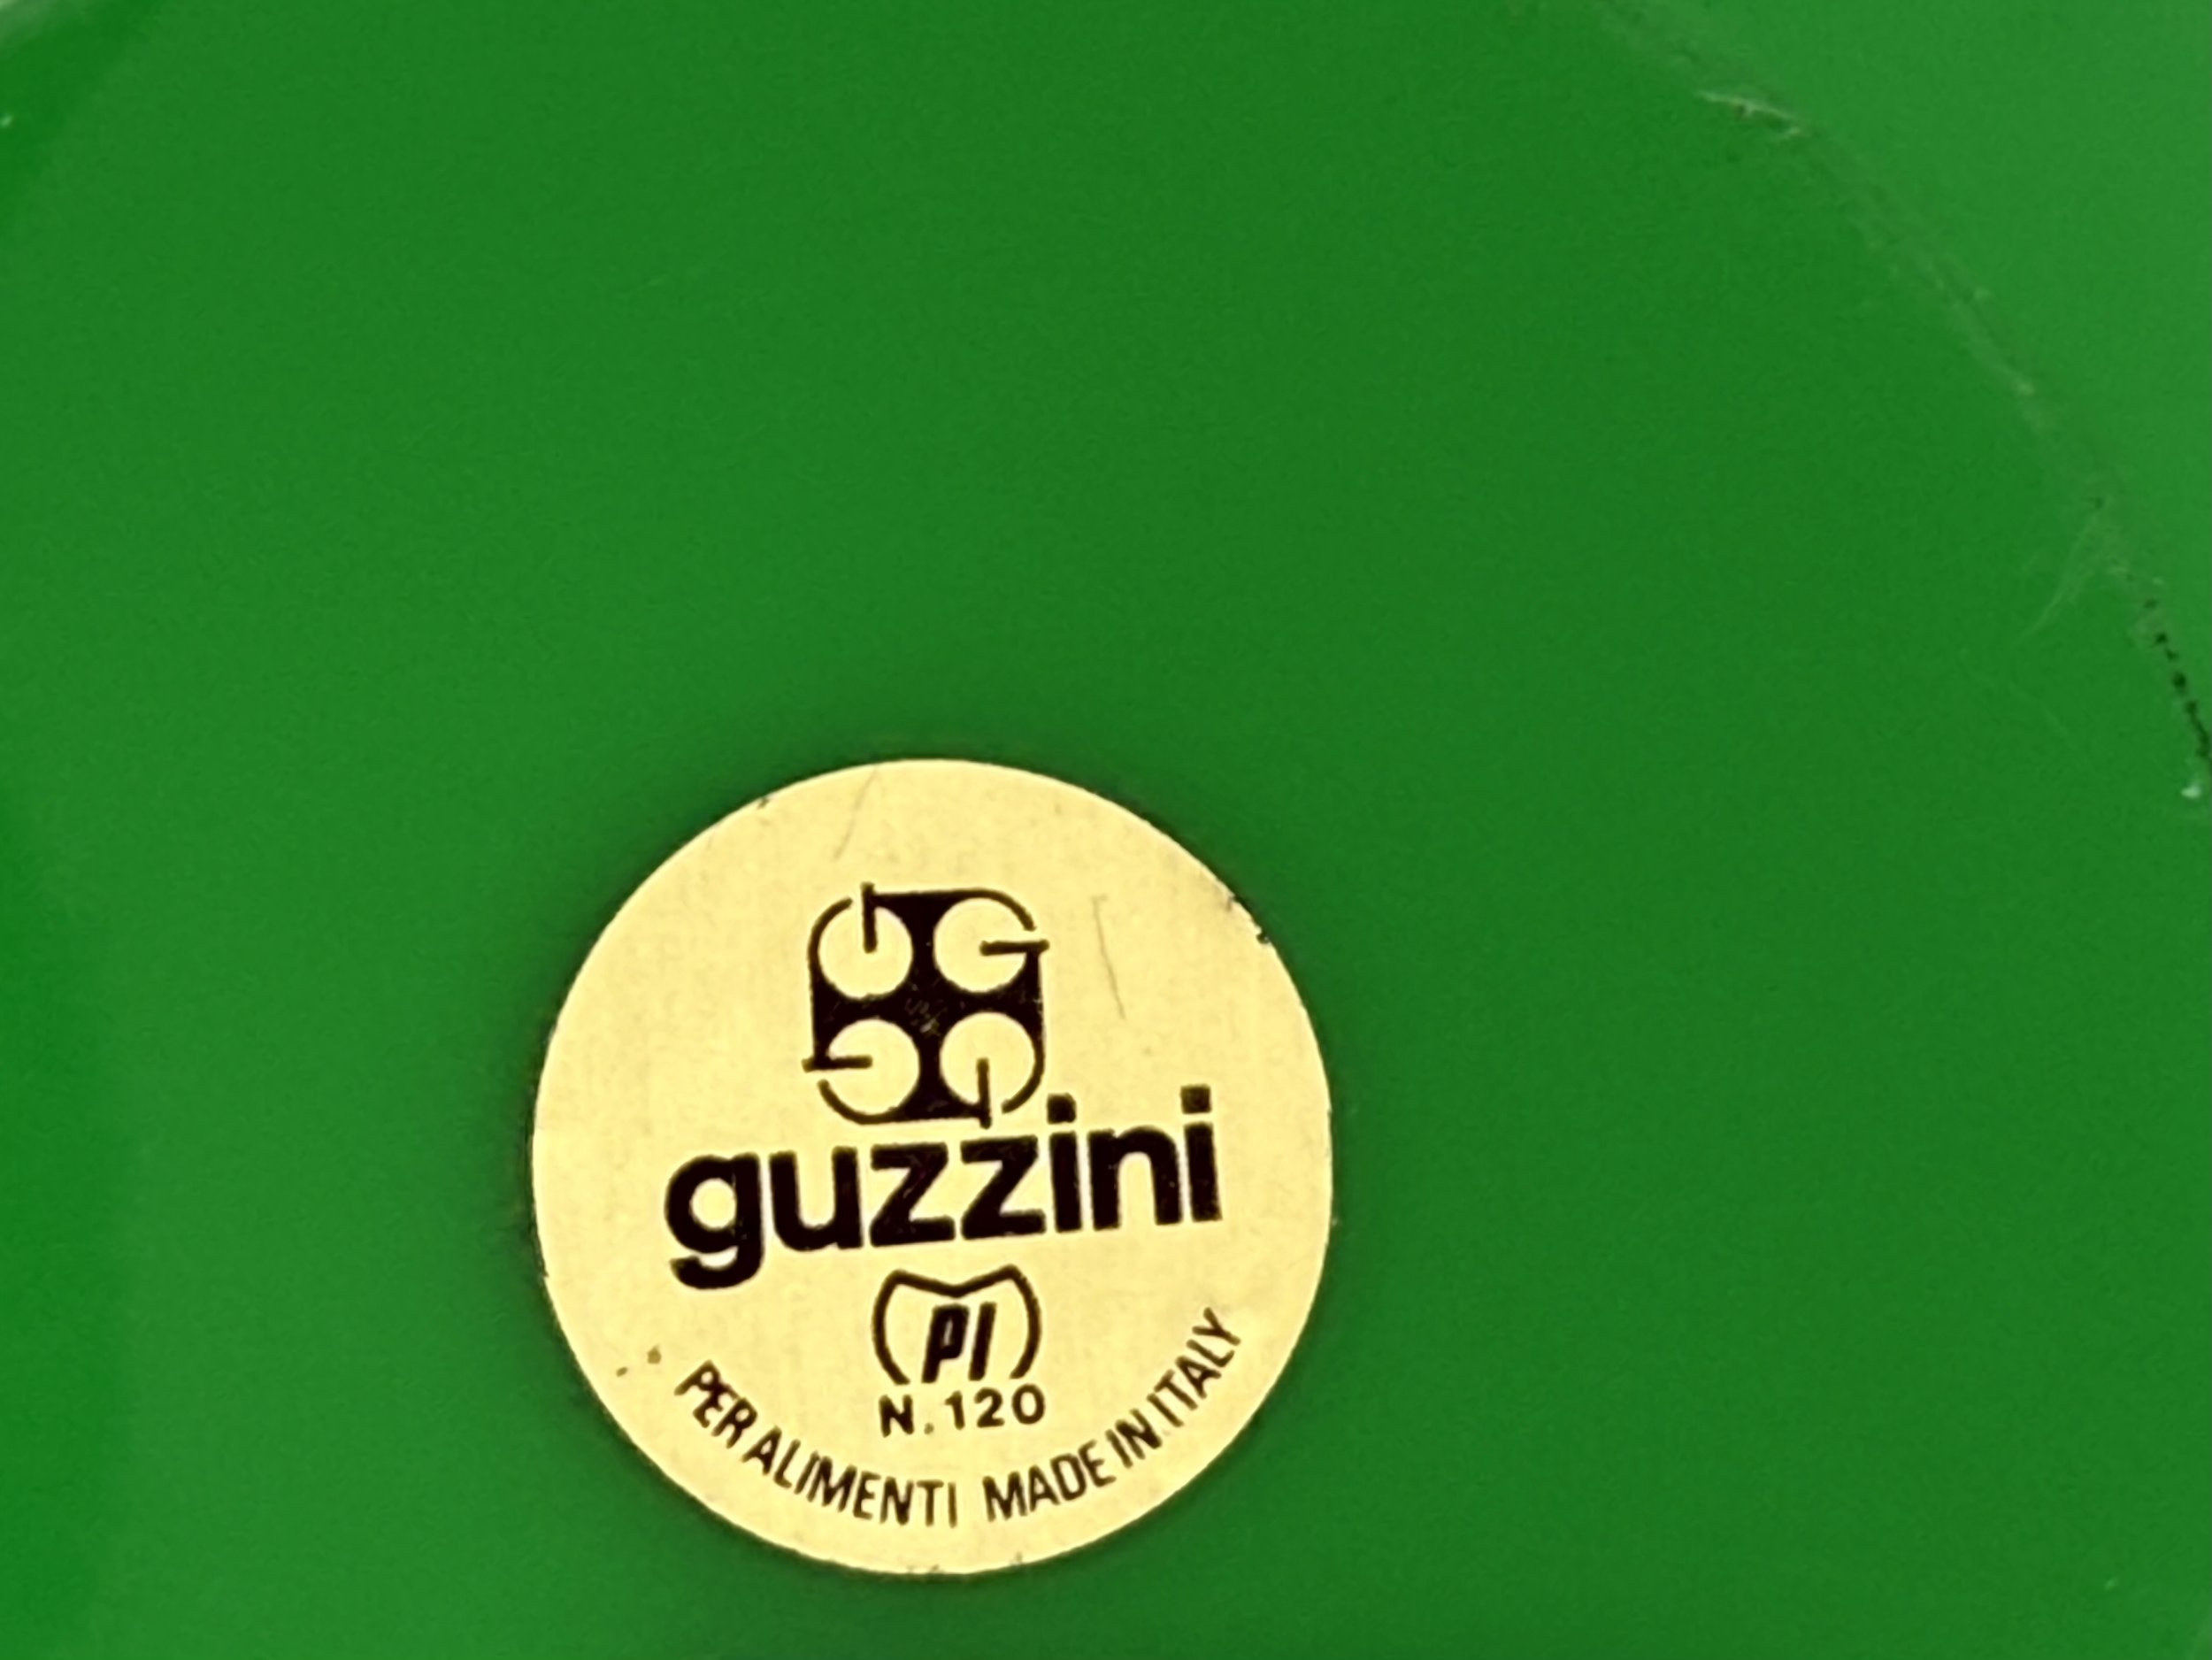 guzzini
PI
N.120
PER ALIMENTI MADE IN ITALY